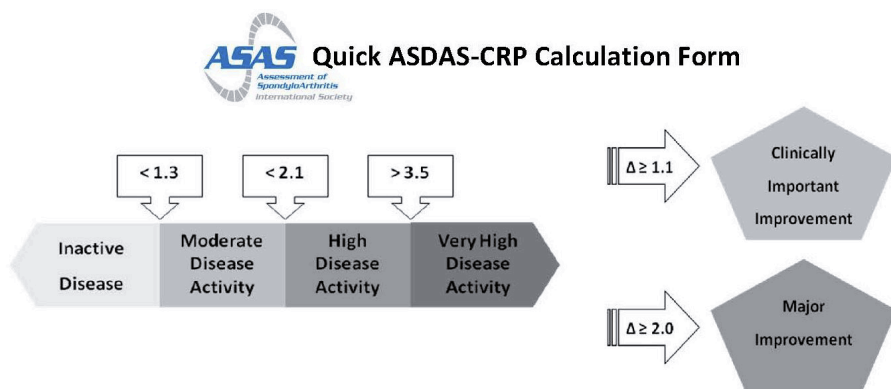 ASAS Quick ASDAS-CRP Calculation Form
Assessment of
SpondyloArthritis
International Society
< 1.3
< 2.1
> 3.5
Inactive
Disease
Moderate
Disease
Activity
High
Disease
Activity
Very High
Disease
Activity
Δ ≥ 1.1
Clinically
Important
Improvement
Δ ≥ 2.0
Major
Improvement